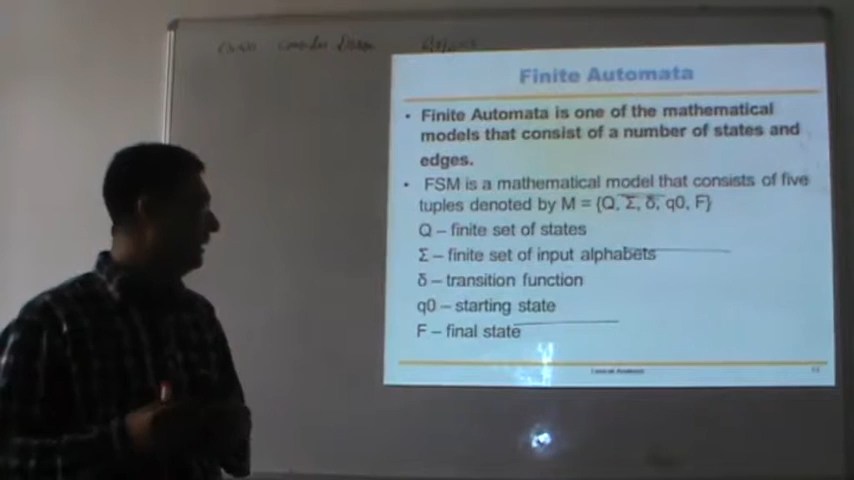 Finite Automata
• Finite Automata is one of the mathematical
models that consist of a number of states and
edges.
• FSM is a mathematical model that consists of five
tuples denoted by M = {Q, Σ, δ, q0, F}
Q – finite set of states
Σ – finite set of input alphabets
δ – transition function
q0 – starting state
F – final state
Lexical Analysis